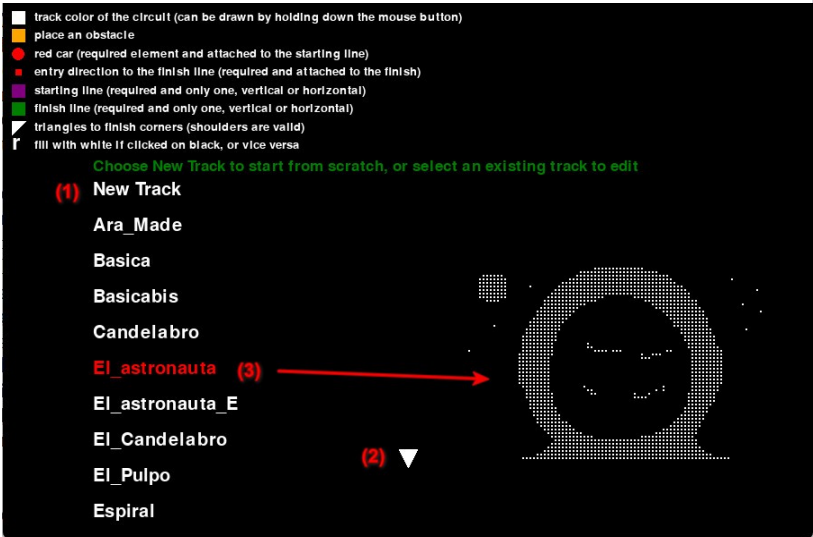 track color of the circuit (can be drawn by holding down the mouse button)
place an obstacle
red car (required element and attached to the starting line)
entry direction to the finish line (required and attached to the finish)
starting line (required and only one, vertical or horizontal)
finish line (required and only one, vertical or horizontal)
triangles to finish corners (shoulders are valid)
r fill with white if clicked on black, or vice versa
Choose New Track to start from scratch, or select an existing track to edit
(1) New Track
Ara_Made
Basica
Basicabis
Candelabro
El_astronauta (3)
El_astronauta_E
El_Candelabro
(2)
El_Pulpo
Espiral